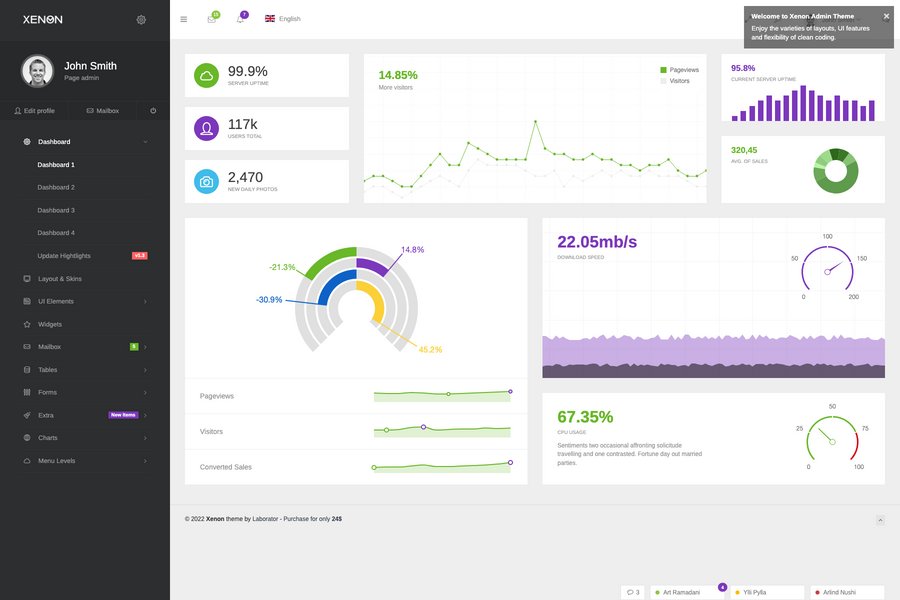 XENON
John Smith
Page admin
Edit profile
Mailbox
Dashboard
Dashboard 1
Dashboard 2
Dashboard 3
Dashboard 4
Update Hightlights
v1.3
Layout & Skins
UI Elements
Widgets
Mailbox
5
Tables
Forms
Extra
New Items
Charts
Menu Levels
15
7
English
Welcome to Xenon Admin Theme
Enjoy the varieties of layouts, UI features
and flexibility of clean coding.
99.9%
SERVER UPTIME
117k
USERS TOTAL
2,470
NEW DAILY PHOTOS
14.85%
More visitors
Pageviews
Visitors
95.8%
CURRENT SERVER UPTIME
320,45
AVG. OF SALES
-21.3%
14.8%
-30.9%
45.2%
Pageviews
Visitors
Converted Sales
22.05mb/s
DOWNLOAD SPEED
0
50
100
150
200
67.35%
CPU USAGE
Sentiments two occasional affronting solicitude
travelling and one contrasted. Fortune day out married
parties.
0
25
50
75
100
© 2022 Xenon theme by Laborator - Purchase for only 24$
3
Art Ramadani
4
Ylli Pylla
Arlind Nushi